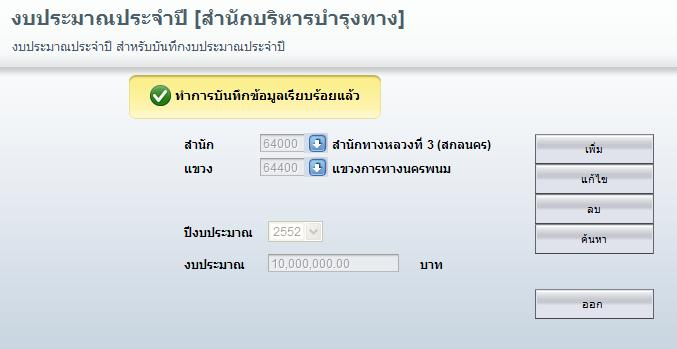 งบประมาณประจำปี [สำนักบริหารบำรุงทาง]
งบประมาณประจำปี สำหรับบันทึกงบประมาณประจำปี
ทำการบันทึกข้อมูลเรียบร้อยแล้ว
สำนัก 64000 สำนักทางหลวงที่ 3 (สกลนคร)
แขวง 64400 แขวงการทางนครพนม
ปีงบประมาณ 2552
งบประมาณ 10,000,000.00 บาท
เพิ่ม
แก้ไข
ลบ
ค้นหา
ออก